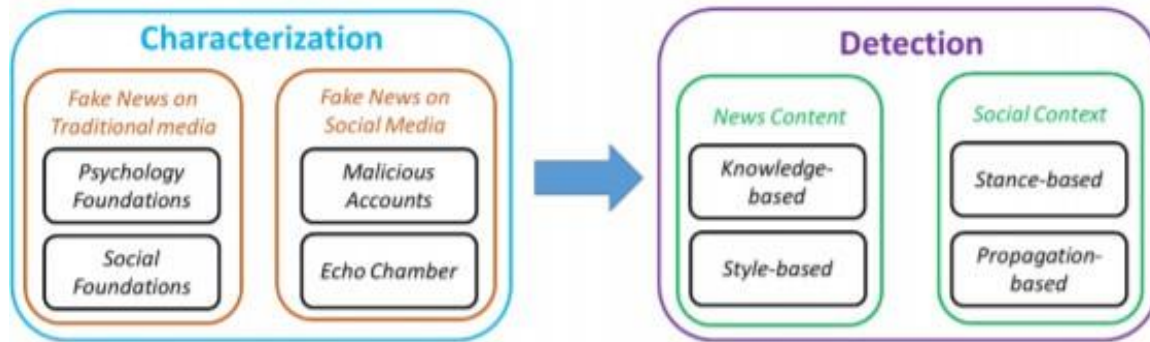 Characterization
Fake News on
Traditional media
Psychology
Foundations
Social
Foundations
Fake News on
Social Media
Malicious
Accounts
Echo Chamber
Detection
News Content
Knowledge-
based
Style-based
Social Context
Stance-based
Propagation-
based